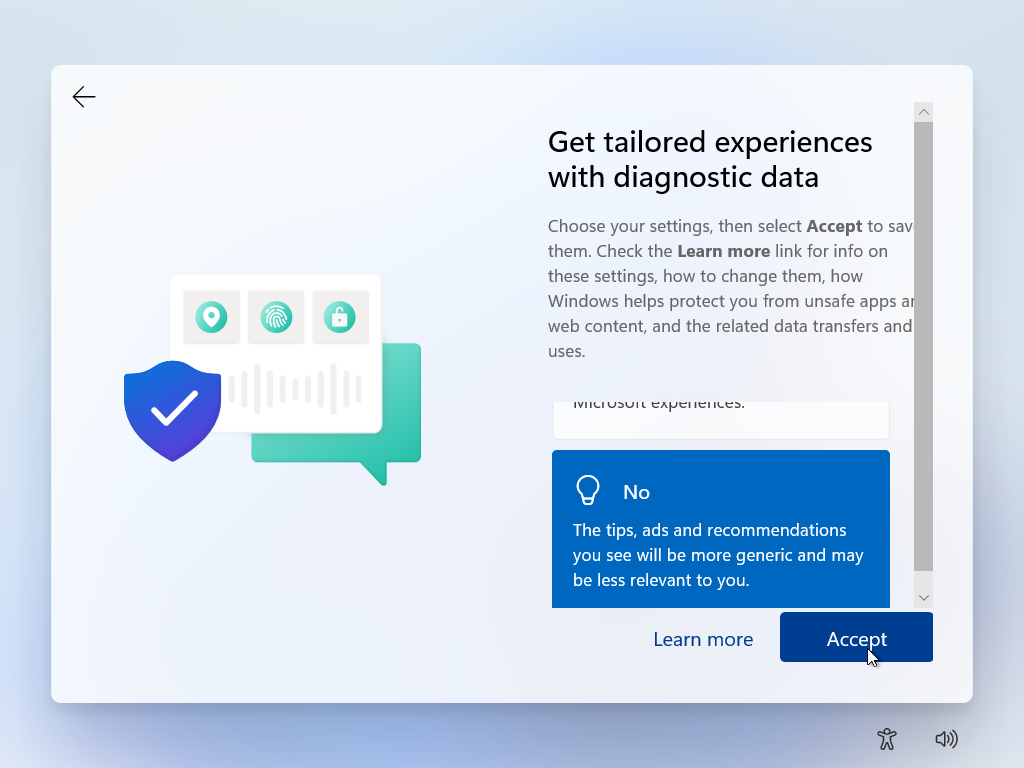 Get tailored experiences
with diagnostic data
Choose your settings, then select Accept to sav
them. Check the Learn more link for info on
these settings, how to change them, how
Windows helps protect you from unsafe apps ar
web content, and the related data transfers and
uses.
Microsoft experiences.
No
The tips, ads and recommendations
you see will be more generic and may
be less relevant to you.
Learn more
Accept